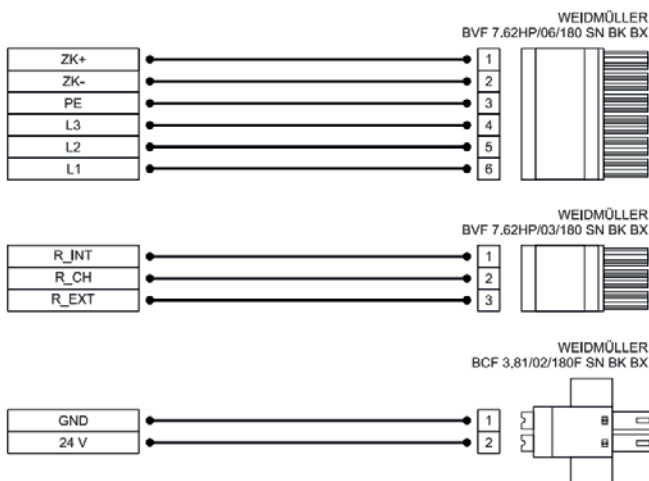 WEIDMÜLLER
BVF 7.62HP/06/180 SN BK BX
ZK+ 1
ZK- 2
PE 3
L3 4
L2 5
L1 6
WEIDMÜLLER
BVF 7.62HP/03/180 SN BK BX
R_INT 1
R_CH 2
R_EXT 3
WEIDMÜLLER
BCF 3,81/02/180F SN BK BX
GND 1
24 V 2